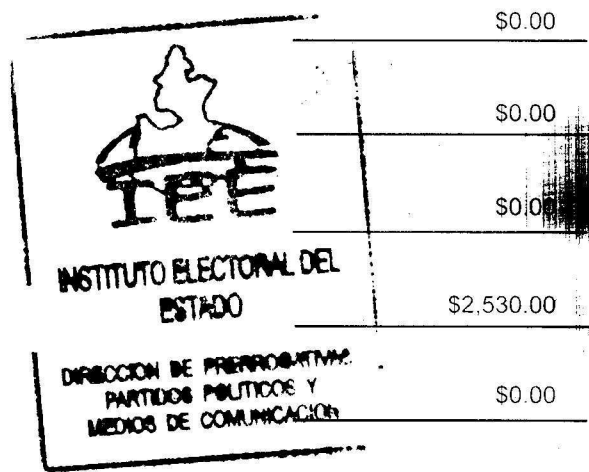 $0.00
$0.00
IEE
$0.00
INSTITUTO ELECTORAL DEL
ESTADO
$2,530.00
DIRECCION DE PRERROGATIVAS
PARTIDOS POLITICOS Y
MEDIOS DE COMUNICACION
$0.00